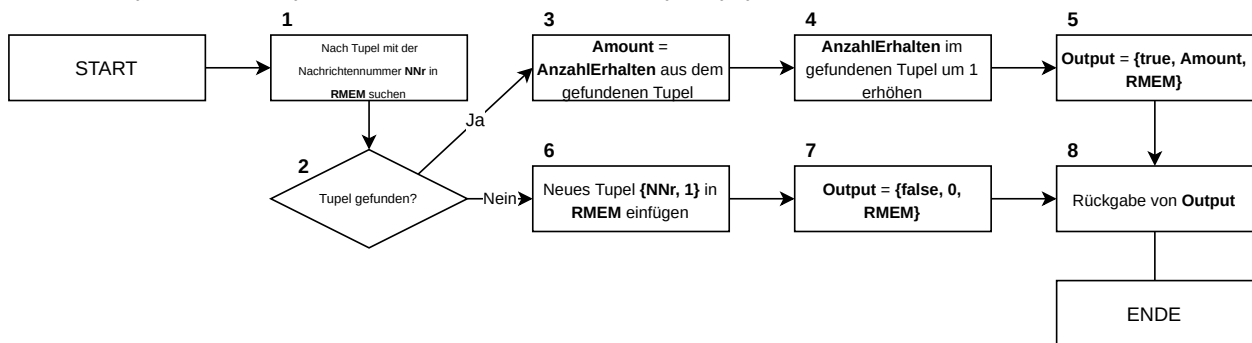 1
3
4
5
START
Nach Tupel mit der
Nachrichtennummer NNr in
RMEM suchen
Amount =
AnzahlErhalten aus dem
gefundenen Tupel
AnzahlErhalten im
gefundenen Tupel um 1
erhöhen
Output = {true, Amount,
RMEM}
Ja
2
6
7
8
Tupel gefunden?
Nein
Neues Tupel {NNr, 1} in
RMEM einfügen
Output = {false, 0,
RMEM}
Rückgabe von Output
ENDE